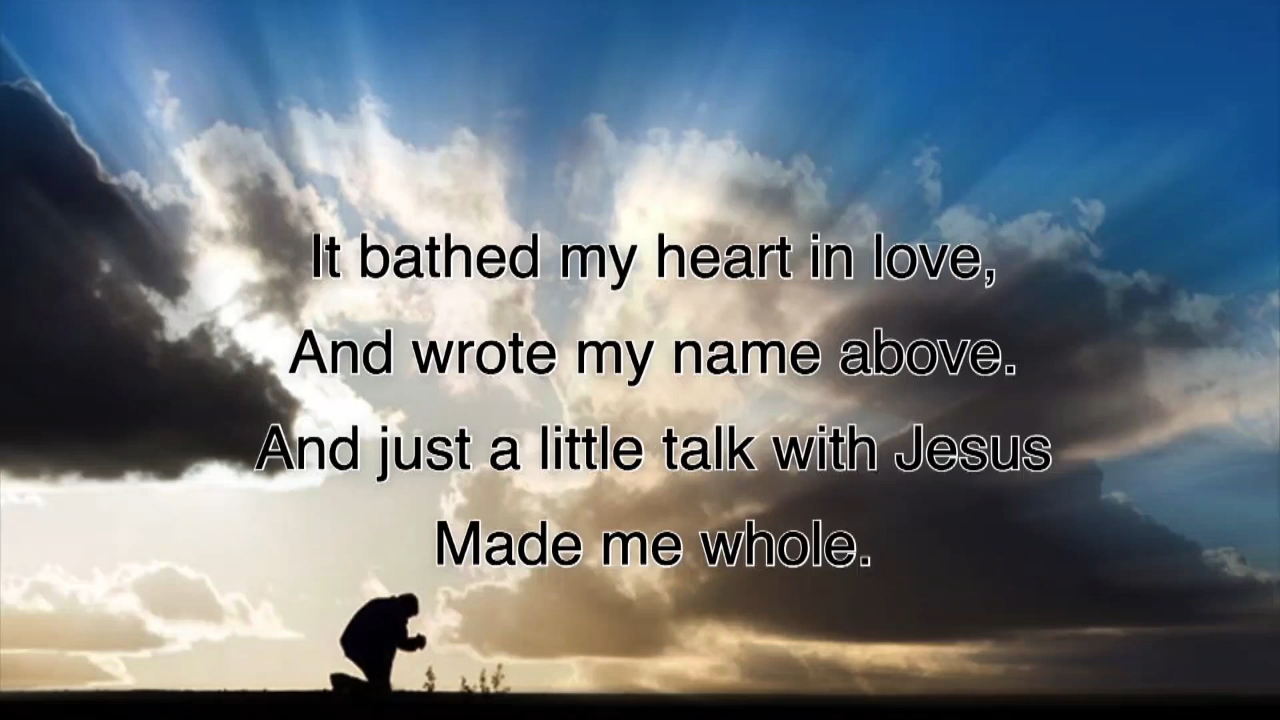 It bathed my heart in love,
And wrote my name above.
And just a little talk with Jesus
Made me whole.